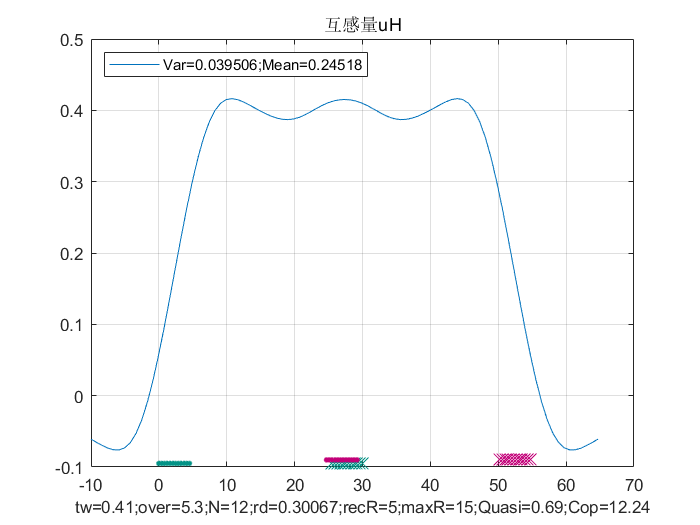 互感量uH
0.5
Var=0.039506;Mean=0.24518
0.4
0.3
0.2
0.1
0
-0.1
-10 0 10 20 30 40 50 60 70
tw=0.41;over=5.3;N=12;rd=0.30067;recR=5;maxR=15;Quasi=0.69;Cop=12.24